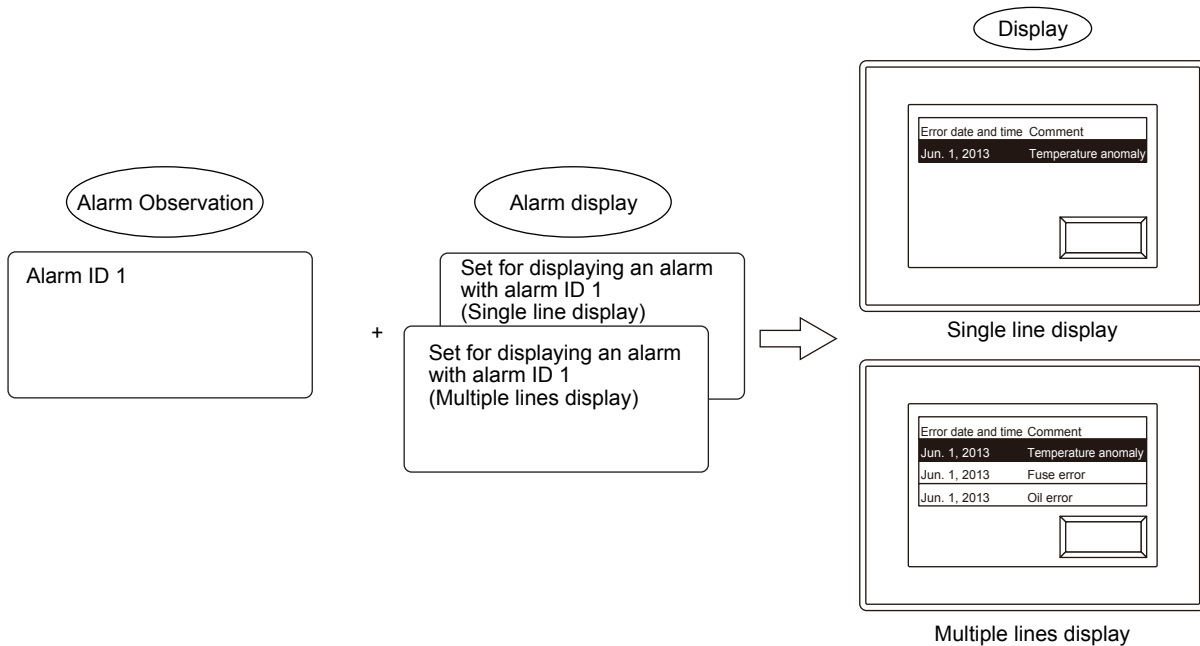 Display
Error date and time Comment
Jun. 1, 2013 Temperature anomaly
Single line display
Alarm Observation
Alarm ID 1
+
Alarm display
Set for displaying an alarm
with alarm ID 1
(Single line display)
Set for displaying an alarm
with alarm ID 1
(Multiple lines display)
Error date and time Comment
Jun. 1, 2013 Temperature anomaly
Jun. 1, 2013 Fuse error
Jun. 1, 2013 Oil error
Multiple lines display